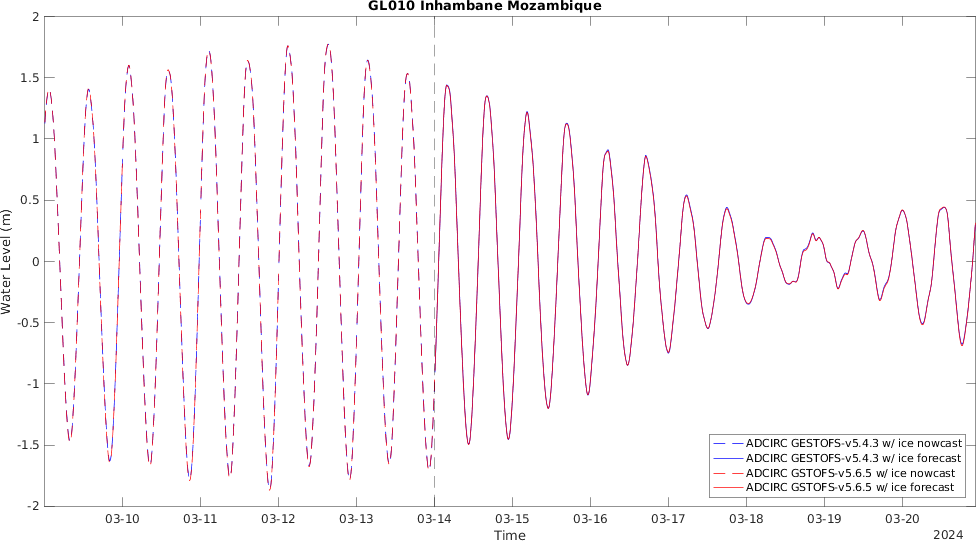 GL010 Inhambane Mozambique
2
1.5
1
0.5
0
-0.5
-1
-1.5
-2
Water Level (m)
03-10 03-11 03-12 03-13 03-14 03-15 03-16 03-17 03-18 03-19 03-20
Time
2024
ADCIRC GESTOFS-v5.4.3 w/ ice nowcast
ADCIRC GESTOFS-v5.4.3 w/ ice forecast
ADCIRC GSTOFS-v5.6.5 w/ ice nowcast
ADCIRC GSTOFS-v5.6.5 w/ ice forecast